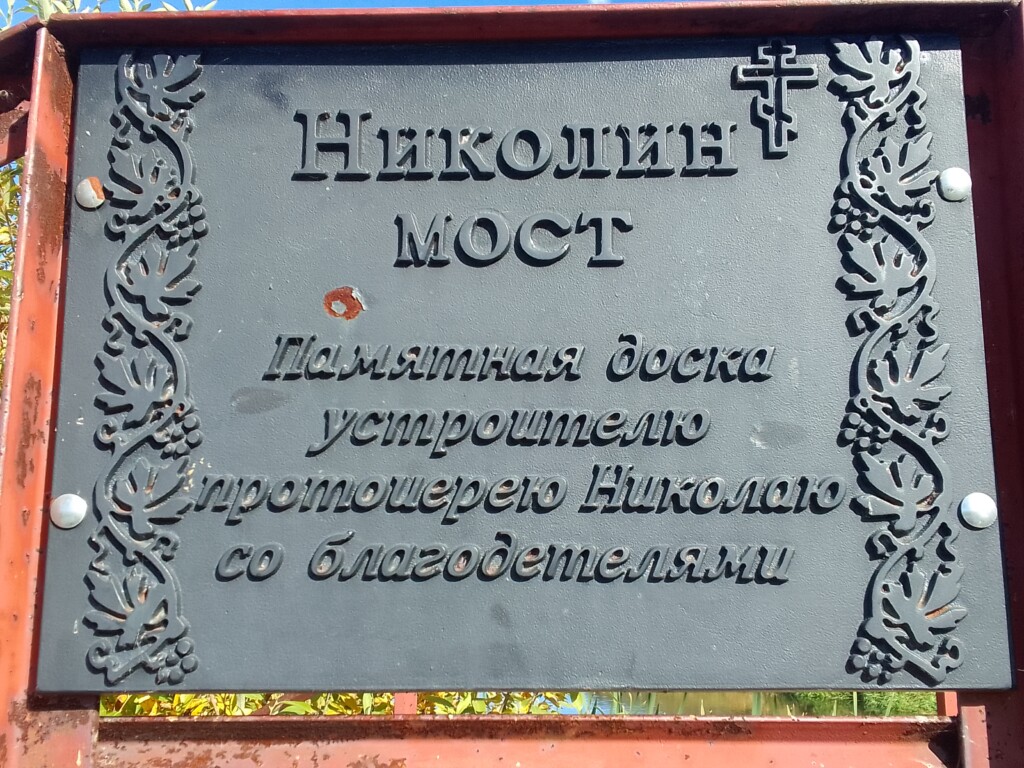 Николин
мост
Памятная доска
устроителю
протоиерею Николаю
со благодетелями